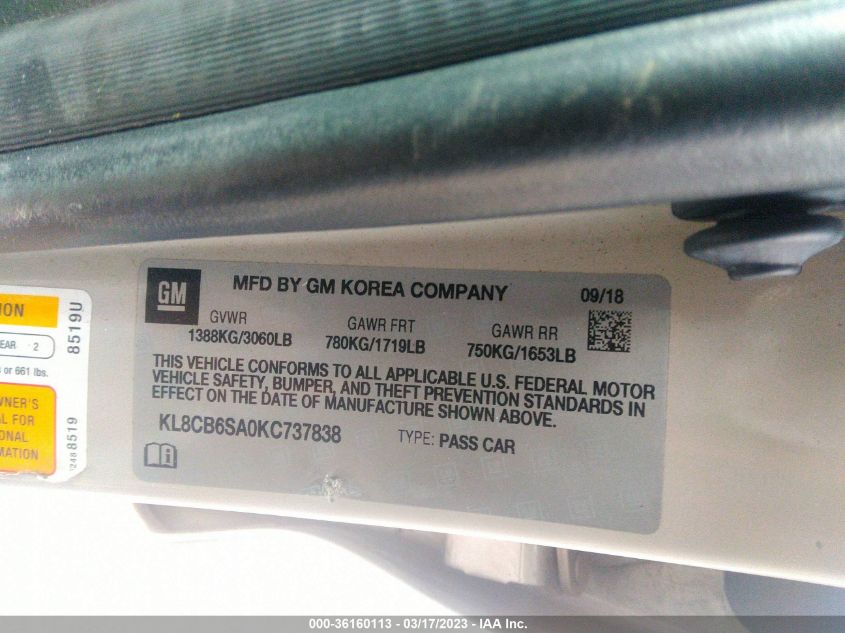 GM
MFD BY GM KOREA COMPANY 09/18
GVWR GAWR FRT GAWR RR
1388KG/3060LB 780KG/1719LB 750KG/1653LB
THIS VEHICLE CONFORMS TO ALL APPLICABLE U.S. FEDERAL MOTOR
VEHICLE SAFETY, BUMPER, AND THEFT PREVENTION STANDARDS IN
EFFECT ON THE DATE OF MANUFACTURE SHOWN ABOVE.
KL8CB6SA0KC737838 TYPE: PASS CAR
ION
EAR 2
or 661 lbs.
WNER'S
AL FOR
ONAL
MATION
8519U
2488519
000-36160113 — 03/17/2023 - IAA Inc.